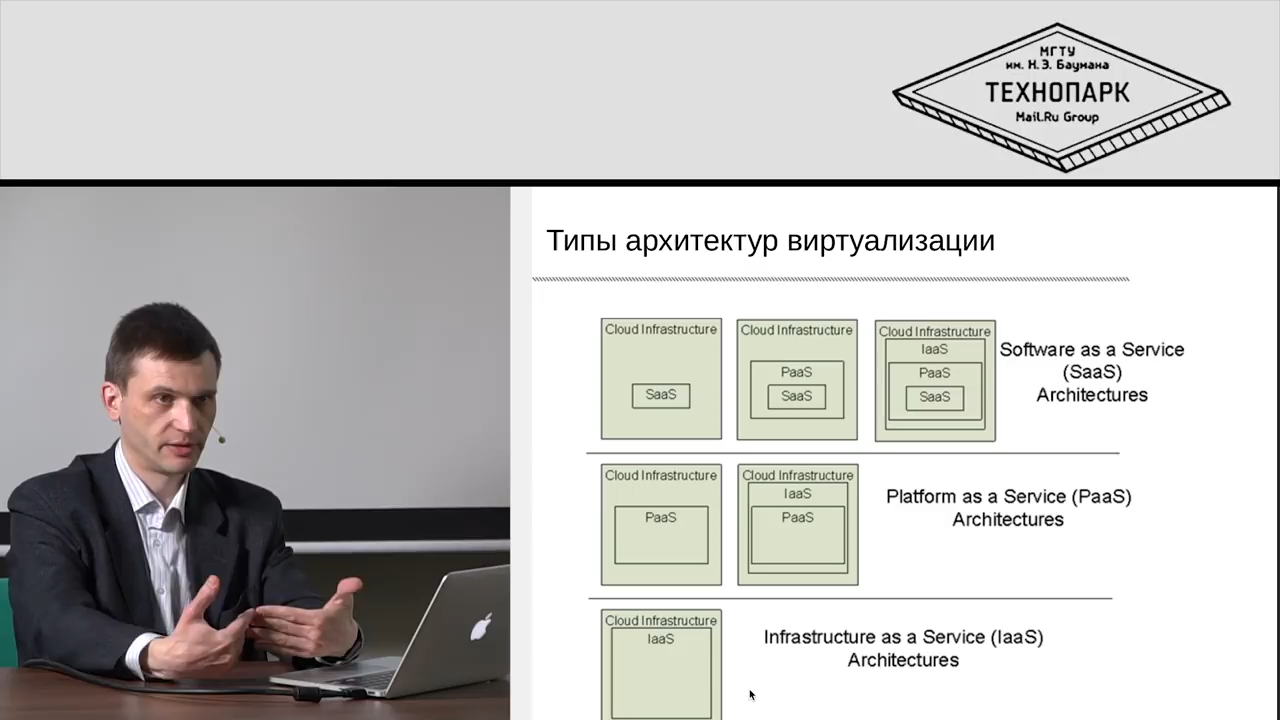 МГТУ
им. Н.Э. Баумана
ТЕХНОПАРК
Mail.Ru Group
Типы архитектур виртуализации
Cloud Infrastructure
SaaS
Cloud Infrastructure
PaaS
SaaS
Cloud Infrastructure
IaaS
PaaS
SaaS
Software as a Service
(SaaS)
Architectures
Cloud Infrastructure
PaaS
Cloud Infrastructure
IaaS
PaaS
Platform as a Service (PaaS)
Architectures
Cloud Infrastructure
IaaS
Infrastructure as a Service (IaaS)
Architectures